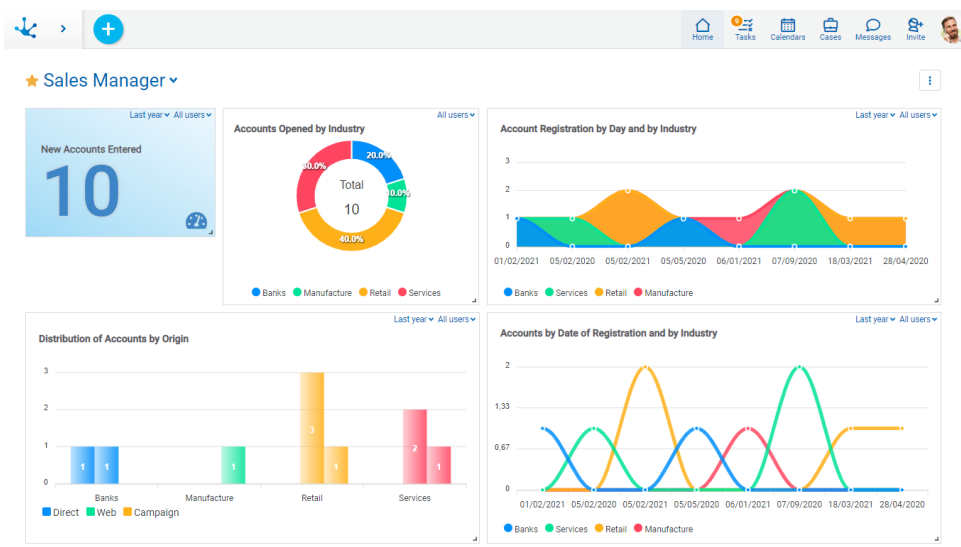 9
Home
Tasks
Calendars
Cases
Messages
Invite
Sales Manager
Last year All users
New Accounts Entered
10
All users
Accounts Opened by Industry
20.0%
10.0%
40.0%
30.0%
Total
10
Banks Manufacture Retail Services
Last year All users
Account Registration by Day and by Industry
3
2
1
0
01/02/2021 05/02/2020 05/02/2021 05/05/2020 06/01/2021 07/09/2020 18/03/2021 28/04/2020
Banks Services Retail Manufacture
Last year All users
Distribution of Accounts by Origin
3
2
1
0
1 1 1 3 1 2 1
Banks Manufacture Retail Services
Direct Web Campaign
Last year All users
Accounts by Date of Registration and by Industry
2
1,33
0,67
0
01/02/2021 05/02/2020 05/02/2021 05/05/2020 06/01/2021 07/09/2020 18/03/2021 28/04/2020
Banks Services Retail Manufacture